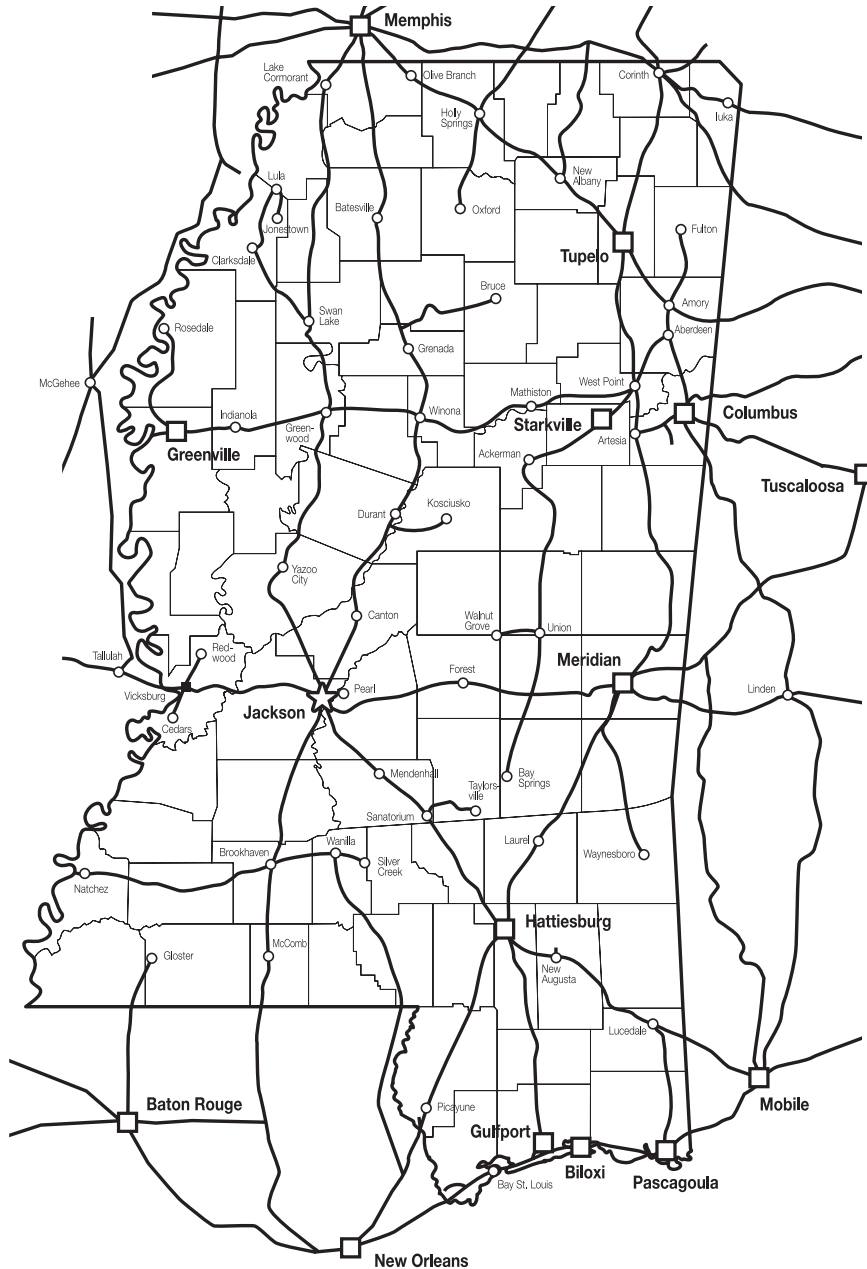 Memphis
Lake
Cormorant
Olive Branch
Corinth
Holly
Springs
Iuka
Lula
New
Albany
Jonestown
Batesville
Oxford
Fulton
Clarksdale
Tupelo
Bruce
Swan
Lake
Amory
Rosedale
Aberdeen
Grenada
McGehee
West Point
Mathiston
Indianola
Green-
wood
Winona
Starkville
Columbus
Greenville
Artesia
Ackerman
Tuscaloosa
Durant
Kosciusko
Yazoo
City
Canton
Walnut
Grove
Union
Tallulah
Red-
wood
Forest
Meridian
Vicksburg
Pearl
Linden
Jackson
Cedars
Mendenhall
Taylors-
ville
Bay
Springs
Sanatorium
Laurel
Waynesboro
Brookhaven
Wanilla
Silver
Creek
Natchez
Hattiesburg
Gloster
McComb
New
Augusta
Lucedale
Baton Rouge
Picayune
Mobile
Gulfport
Biloxi
Pascagoula
Bay St. Louis
New Orleans